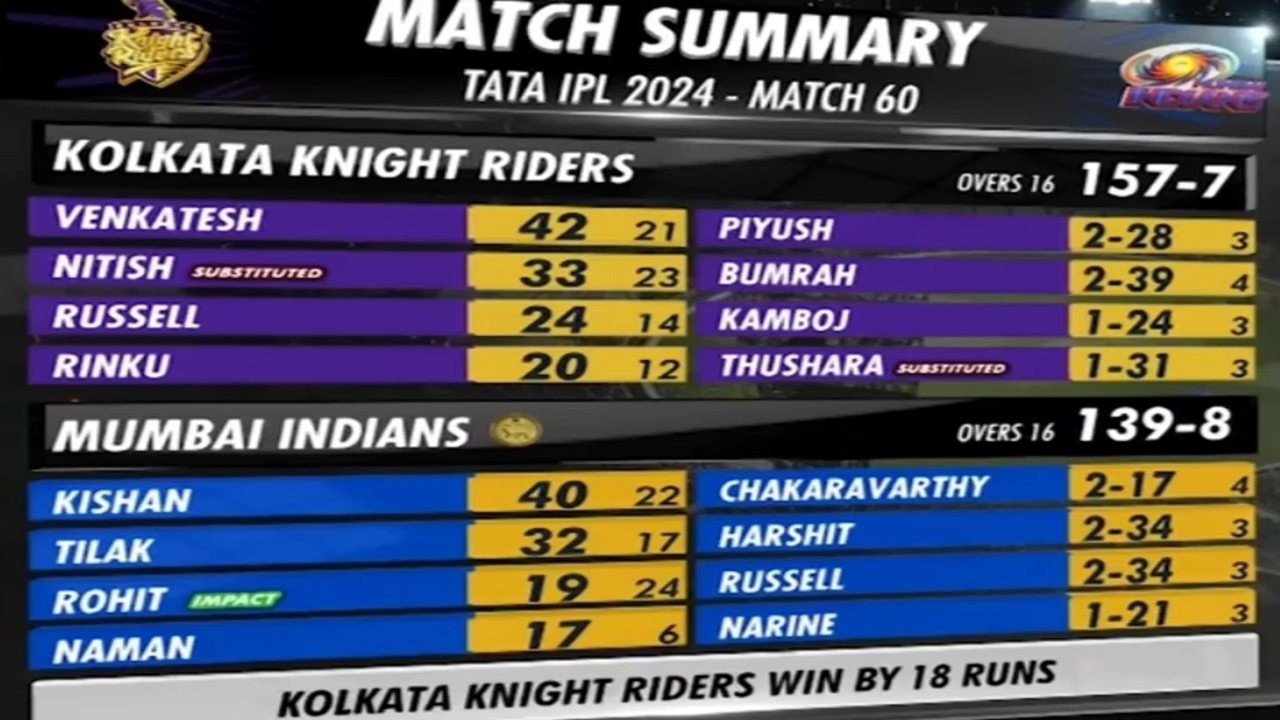 Knight Riders
MATCH SUMMARY
TATA IPL 2024 - MATCH 60
INDIANS
KOLKATA KNIGHT RIDERS OVERS 16 157-7
VENKATESH 42 21 PIYUSH 2-28 3
NITISH SUBSTITUTED 33 23 BUMRAH 2-39 4
RUSSELL 24 14 KAMBOJ 1-24 3
RINKU 20 12 THUSHARA SUBSTITUTED 1-31 3
MUMBAI INDIANS OVERS 16 139-8
KISHAN 40 22 CHAKARAVARTHY 2-17 4
TILAK 32 17 HARSHIT 2-34 3
ROHIT IMPACT 19 24 RUSSELL 2-34 3
NAMAN 17 6 NARINE 1-21 3
KOLKATA KNIGHT RIDERS WIN BY 18 RUNS